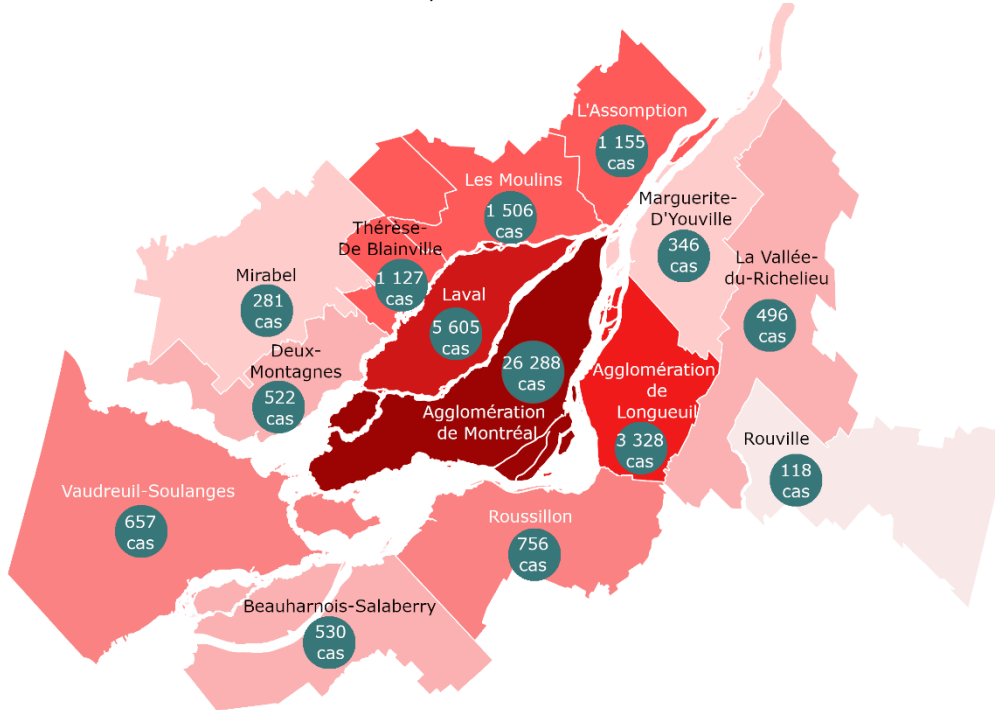 L'Assomption
1 155
cas
Les Moulins
1 506
cas
Marguerite-
D'Youville
346
cas
Thérèse-
De Blainville
1 127
cas
La Vallée-
du-Richelieu
496
cas
Mirabel
281
cas
Laval
5 605
cas
Deux-
Montagnes
522
cas
26 288
cas
Agglomération
de Montréal
Agglomération
de
Longueuil
3 328
cas
Rouville
118
cas
Vaudreuil-Soulanges
657
cas
Roussillon
756
cas
Beauharnois-Salaberry
530
cas